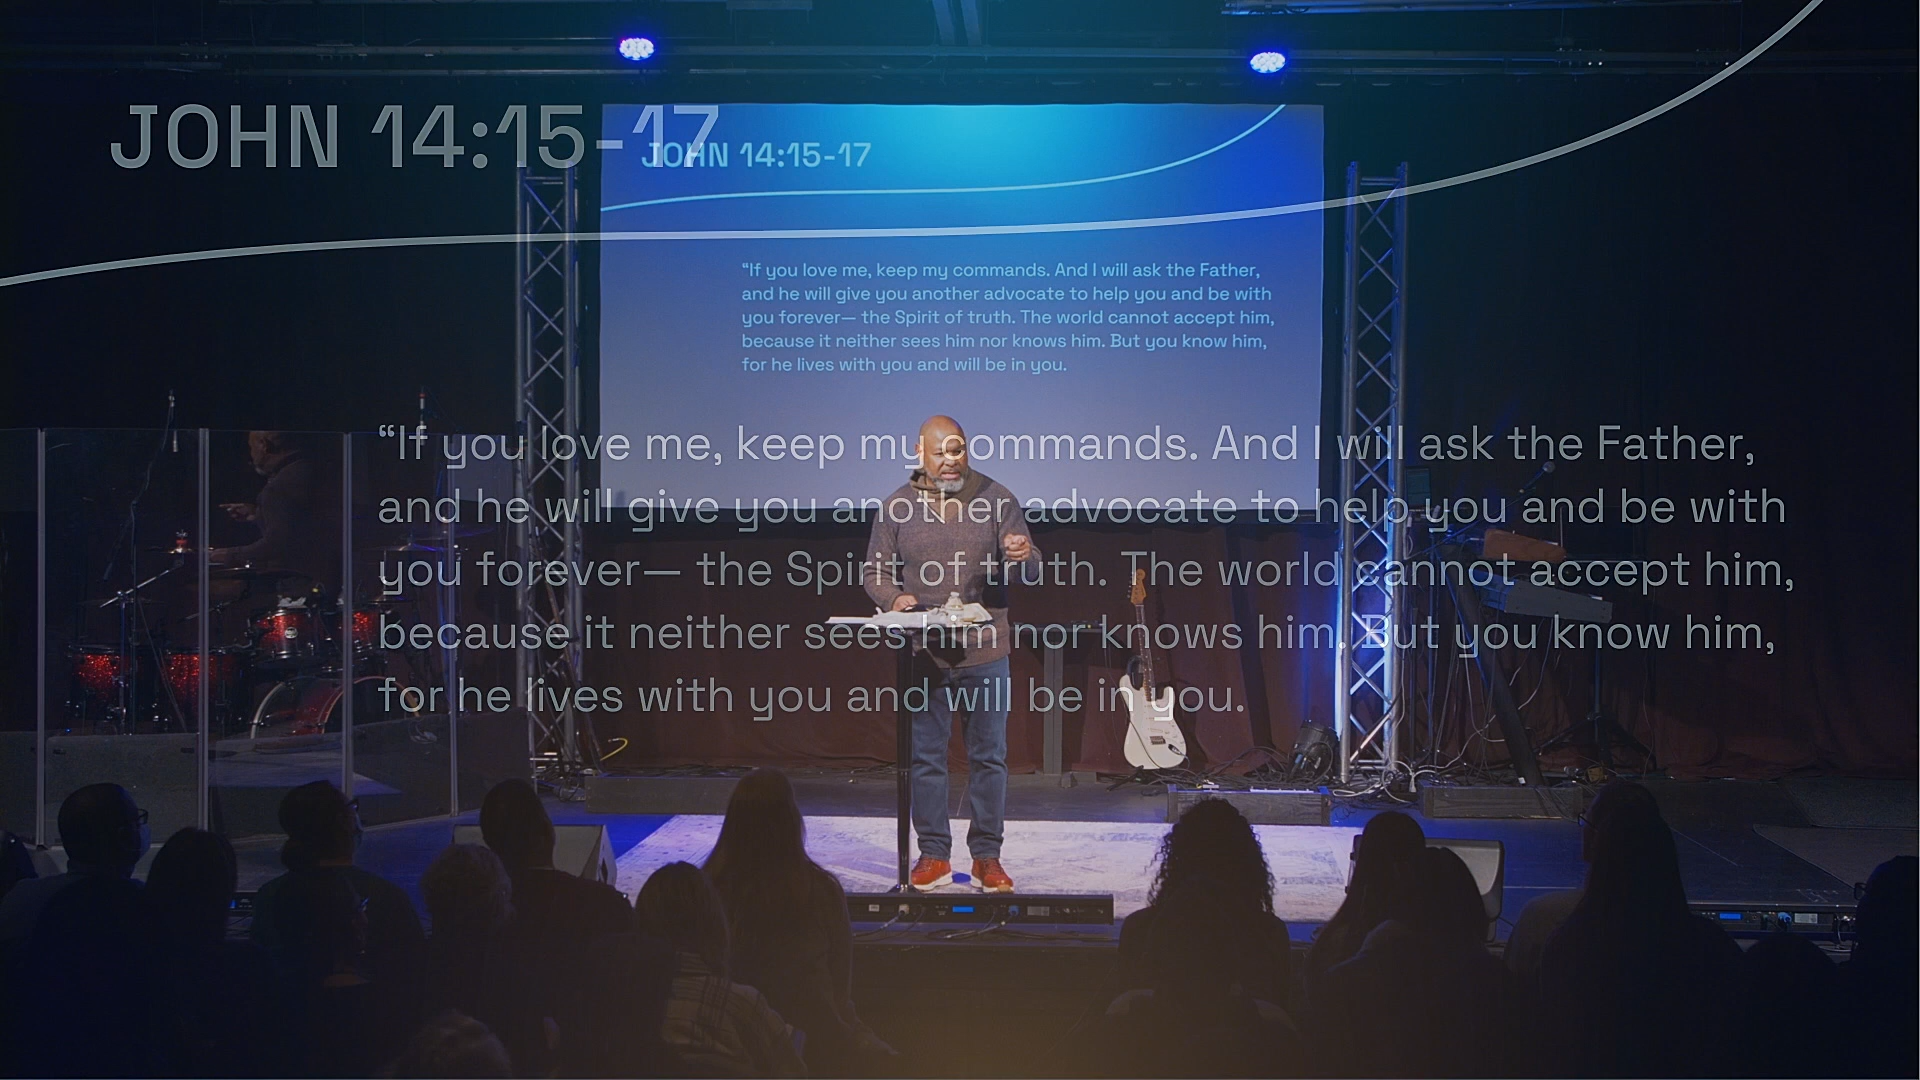 JOHN 14:15-17
“If you love me, keep my commands. And I will ask the Father,
and he will give you another advocate to help you and be with
you forever— the Spirit of truth. The world cannot accept him,
because it neither sees him nor knows him. But you know him,
for he lives with you and will be in you.
JOHN 14:15-17
“If you love me, keep my commands. And I will ask the Father,
and he will give you another advocate to help you and be with
you forever— the Spirit of truth. The world cannot accept him,
because it neither sees him nor knows him. But you know him,
for he lives with you and will be in you.